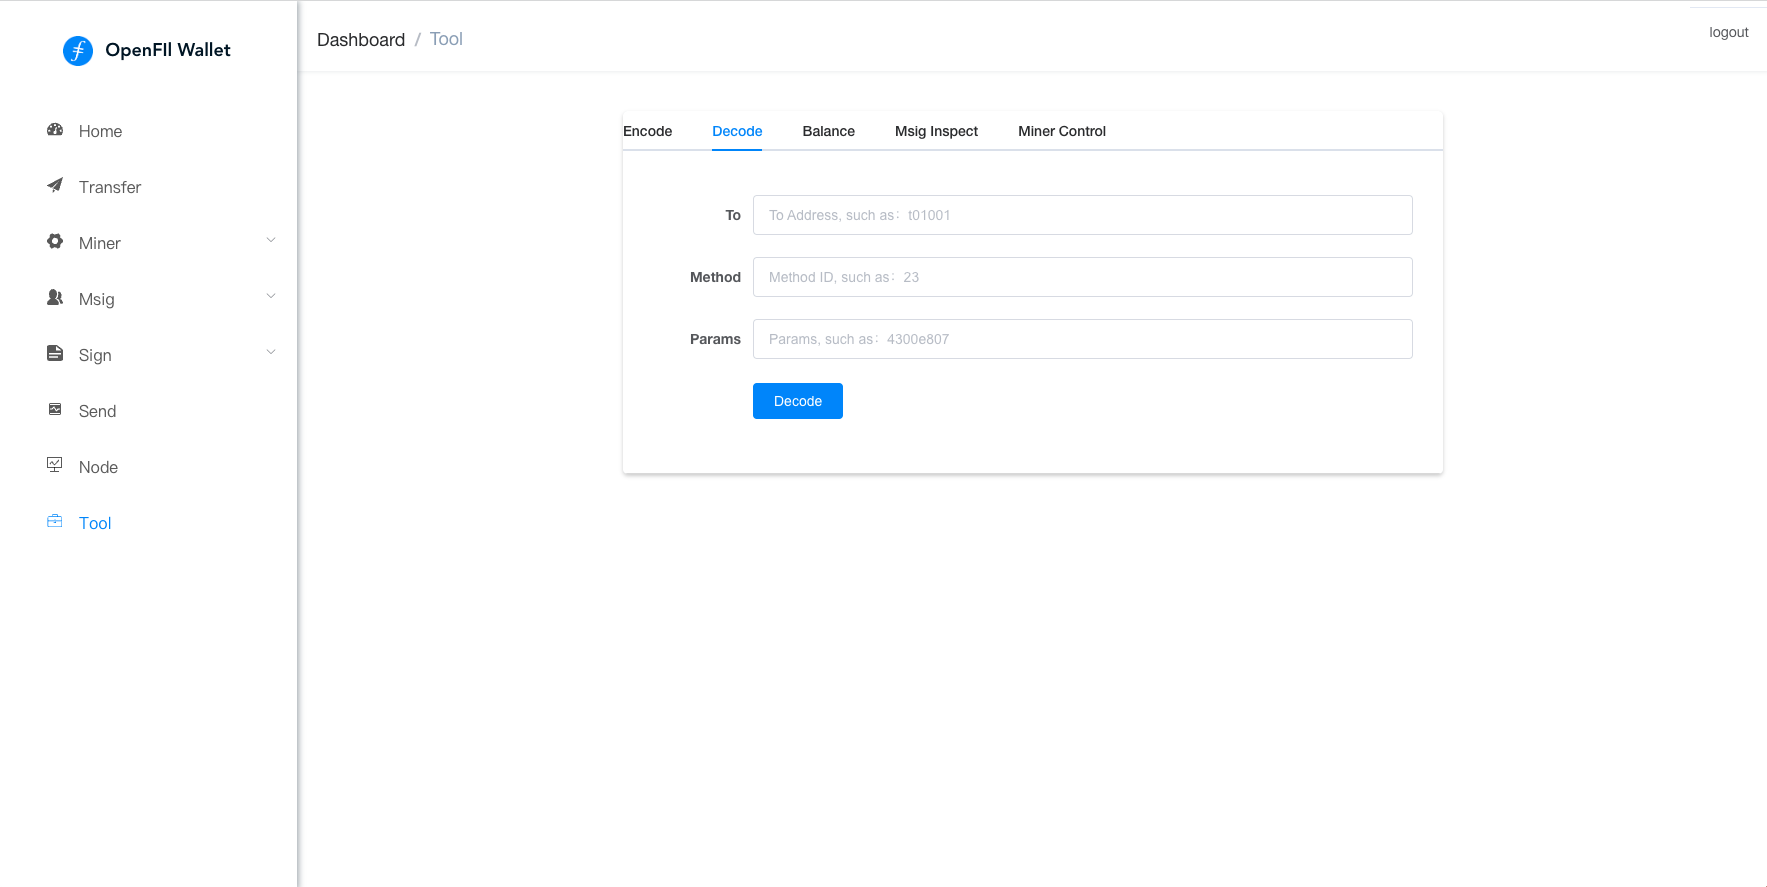 OpenFIl Wallet
Home
Transfer
Miner
Msig
Sign
Send
Node
Tool
Dashboard / Tool
logout
Encode Decode Balance Msig Inspect Miner Control
To To Address, such as：t01001
Method Method ID, such as：23
Params Params, such as：4300e807
Decode